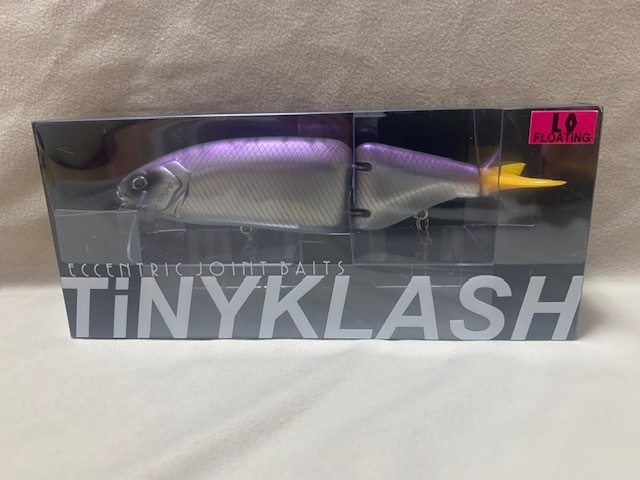 LO
FLOATING
ECCENTRIC JOINT BAITS
TiNYKLASH